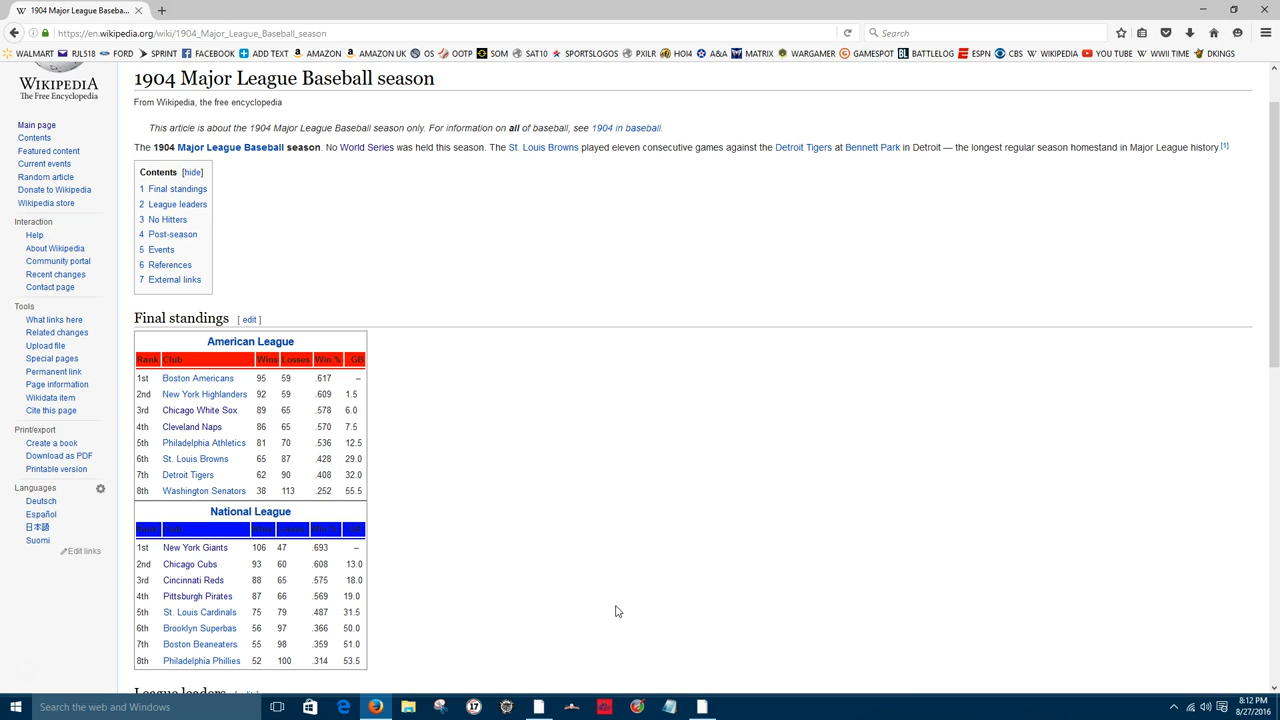 1904 Major League Baseba...
https://en.wikipedia.org/wiki/1904_Major_League_Baseball_season
Search
WALMART RJL518 FORD SPRINT FACEBOOK ADD TEXT AMAZON AMAZON UK OS OOTP SOM SAT10 SPORTSLOGOS PXILR HOI4 A&A MATRIX WARGAMER GAMESPOT BATTLELOG ESPN CBS WIKIPEDIA YOU TUBE WWII TIME DKINGS
WIKIPEDIA
The Free Encyclopedia
Main page
Contents
Featured content
Current events
Random article
Donate to Wikipedia
Wikipedia store
Interaction
Help
About Wikipedia
Community portal
Recent changes
Contact page
Tools
What links here
Related changes
Upload file
Special pages
Permanent link
Page information
Wikidata item
Cite this page
Print/export
Create a book
Download as PDF
Printable version
Languages
Deutsch
Español
日本語
Suomi
Edit links
1904 Major League Baseball season
From Wikipedia, the free encyclopedia
This article is about the 1904 Major League Baseball season only. For information on all of baseball, see 1904 in baseball.
The 1904 Major League Baseball season. No World Series was held this season. The St. Louis Browns played eleven consecutive games against the Detroit Tigers at Bennett Park in Detroit — the longest regular season homestand in Major League history.[1]
Contents [hide]
1 Final standings
2 League leaders
3 No Hitters
4 Post-season
5 Events
6 References
7 External links
Final standings [ edit ]
American League
Rank Club Wins Losses Win % GB
1st Boston Americans 95 59 .617 –
2nd New York Highlanders 92 59 .609 1.5
3rd Chicago White Sox 89 65 .578 6.0
4th Cleveland Naps 86 65 .570 7.5
5th Philadelphia Athletics 81 70 .536 12.5
6th St. Louis Browns 65 87 .428 29.0
7th Detroit Tigers 62 90 .408 32.0
8th Washington Senators 38 113 .252 55.5
National League
Rank Club Wins Losses Win % GB
1st New York Giants 106 47 .693 –
2nd Chicago Cubs 93 60 .608 13.0
3rd Cincinnati Reds 88 65 .575 18.0
4th Pittsburgh Pirates 87 66 .569 19.0
5th St. Louis Cardinals 75 79 .487 31.5
6th Brooklyn Superbas 56 97 .366 50.0
7th Boston Beaneaters 55 98 .359 51.0
8th Philadelphia Phillies 52 100 .314 53.5
League leaders
Search the web and Windows
8:12 PM
8/27/2016